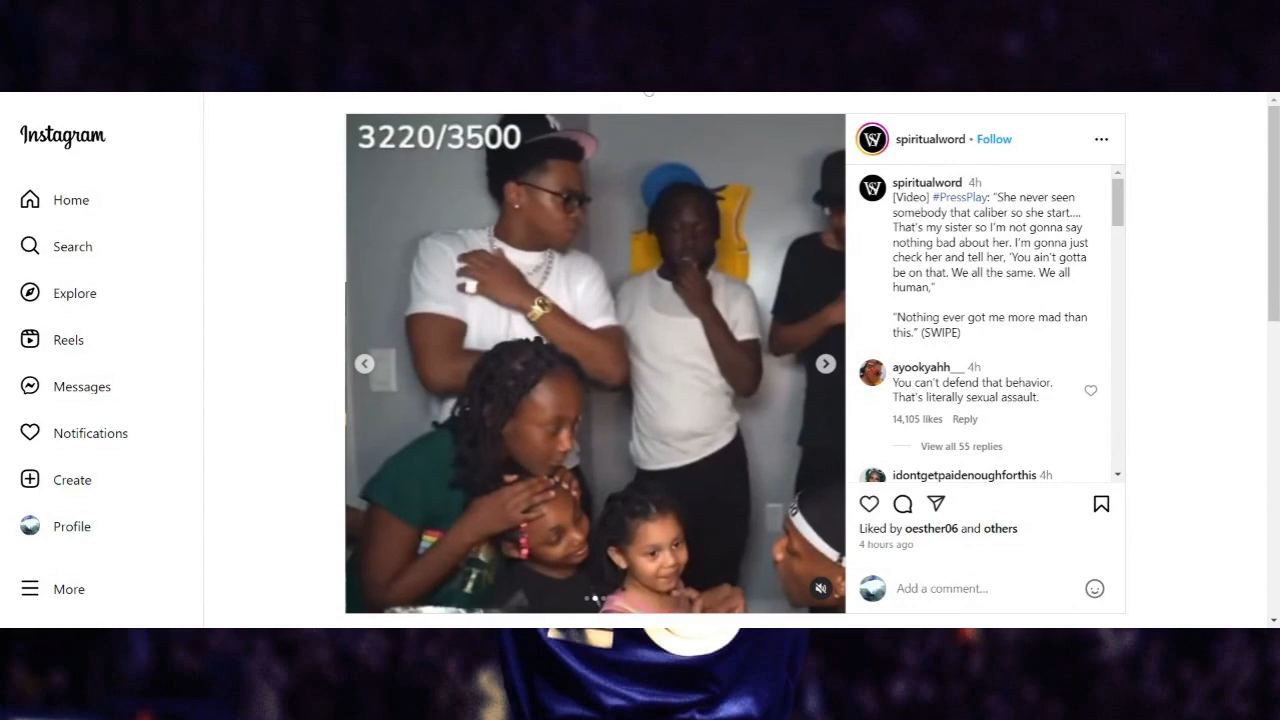 Instagram
Home
Search
Explore
Reels
Messages
Notifications
Create
Profile
More
3220/3500
spiritualword • Follow
spiritualword 4h
[Video] #PressPlay: "She never seen
somebody that caliber so she start....
That's my sister so I'm not gonna say
nothing bad about her. I'm gonna just
check her and tell her, 'You ain't gotta
be on that. We all the same. We all
human,"
"Nothing ever got me more mad than
this." (SWIPE)
ayookyahh__ 4h
You can't defend that behavior.
That's literally sexual assault.
14,105 likes Reply
View all 55 replies
idontgetpaidenoughforthis 4h
Liked by oesther06 and others
4 hours ago
Add a comment...